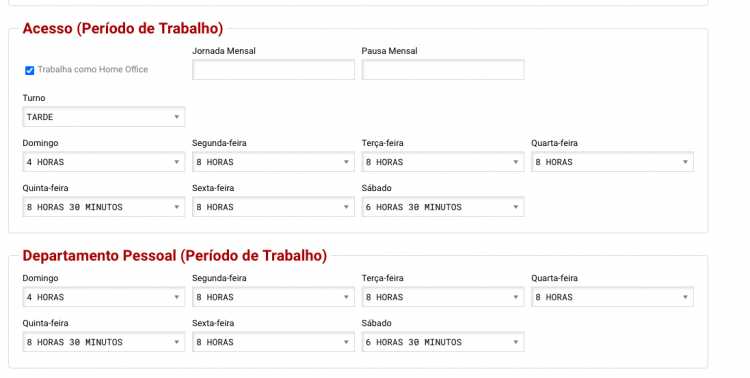 Acesso (Período de Trabalho)
Jornada Mensal Pausa Mensal
Trabalha como Home Office
Turno
TARDE
Domingo Segunda-feira Terça-feira Quarta-feira
4 HORAS 8 HORAS 8 HORAS 8 HORAS
Quinta-feira Sexta-feira Sábado
8 HORAS 30 MINUTOS 8 HORAS 6 HORAS 30 MINUTOS
Departamento Pessoal (Período de Trabalho)
Domingo Segunda-feira Terça-feira Quarta-feira
4 HORAS 8 HORAS 8 HORAS 8 HORAS
Quinta-feira Sexta-feira Sábado
8 HORAS 30 MINUTOS 8 HORAS 6 HORAS 30 MINUTOS